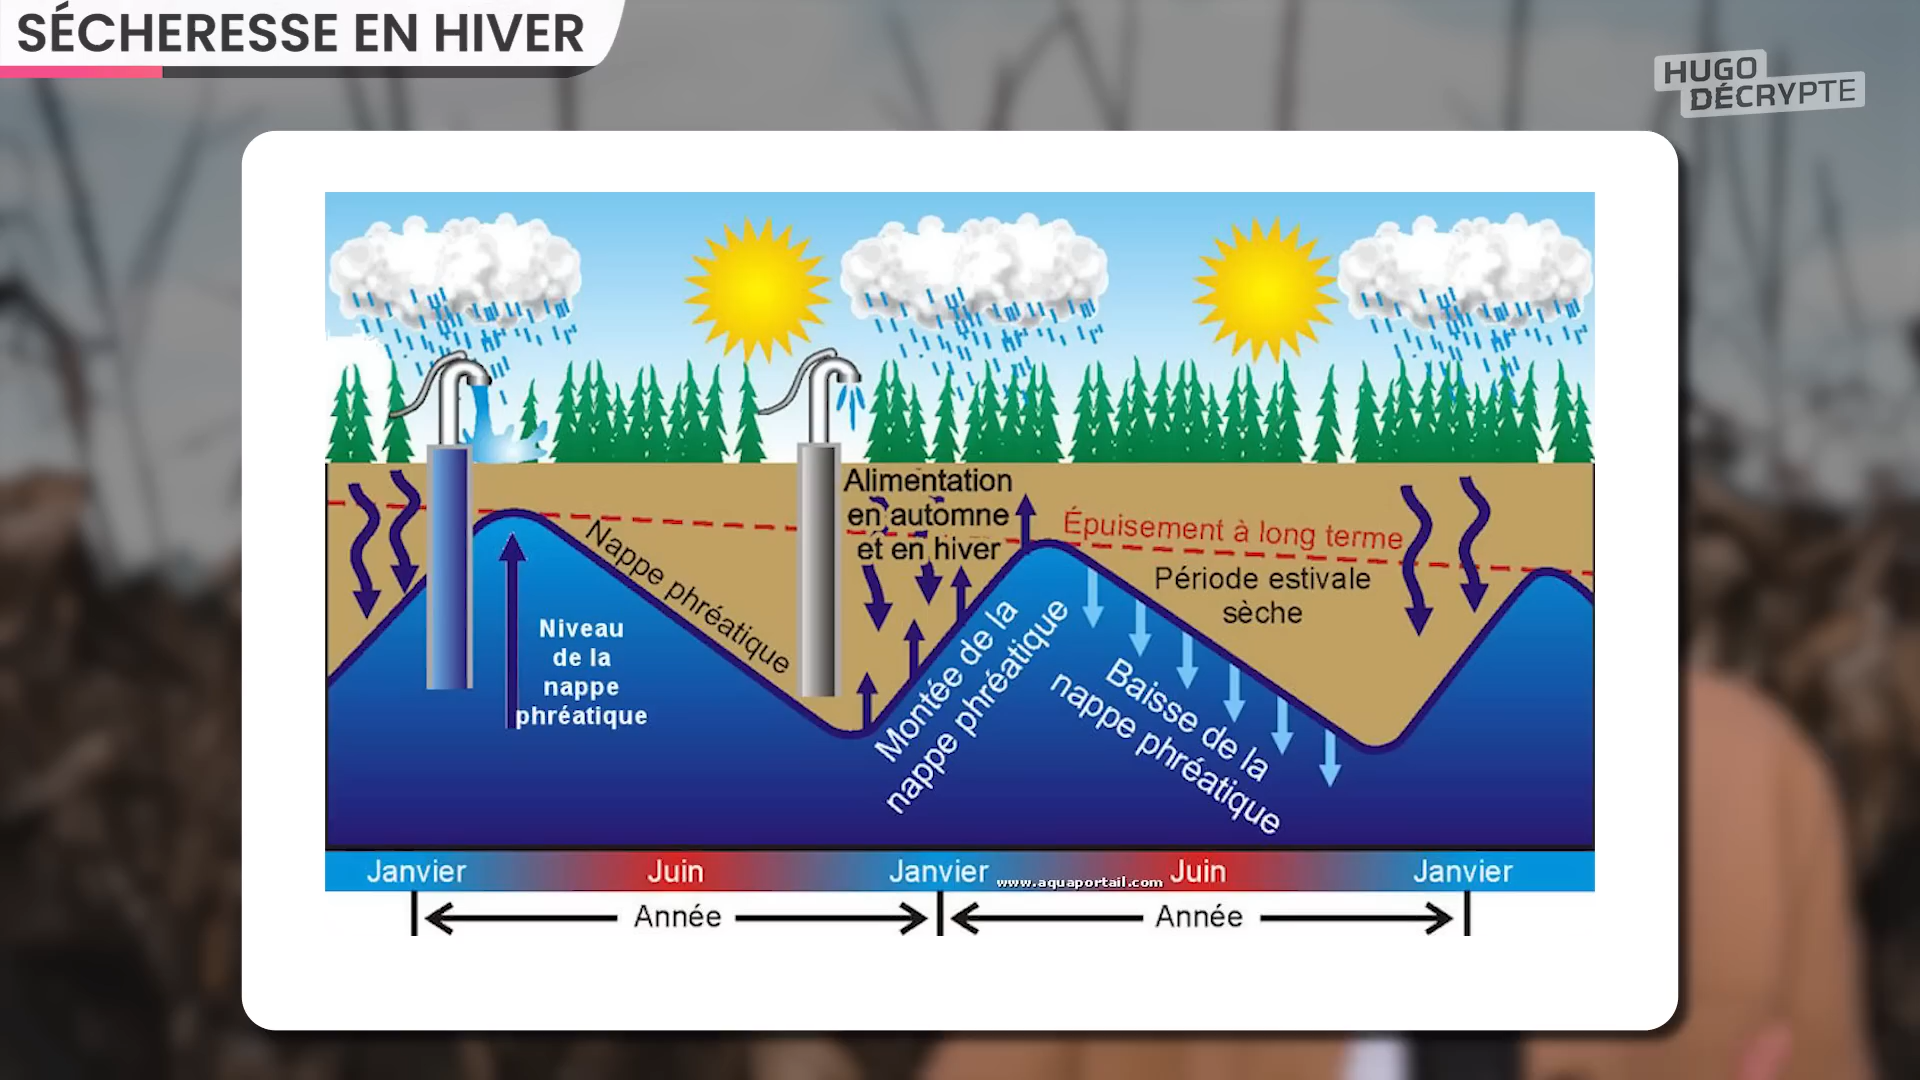 SÉCHERESSE EN HIVER
HUGO
DÉCRYPTE
Alimentation
en automne
et en hiver
Épuisement à long terme
Période estivale
sèche
Nappe phréatique
Niveau
de la
nappe
phréatique
Montée de la
nappe phréatique
Baisse de la
nappe phréatique
Janvier Juin Janvier Juin Janvier
www.aquaportail.com
Année Année